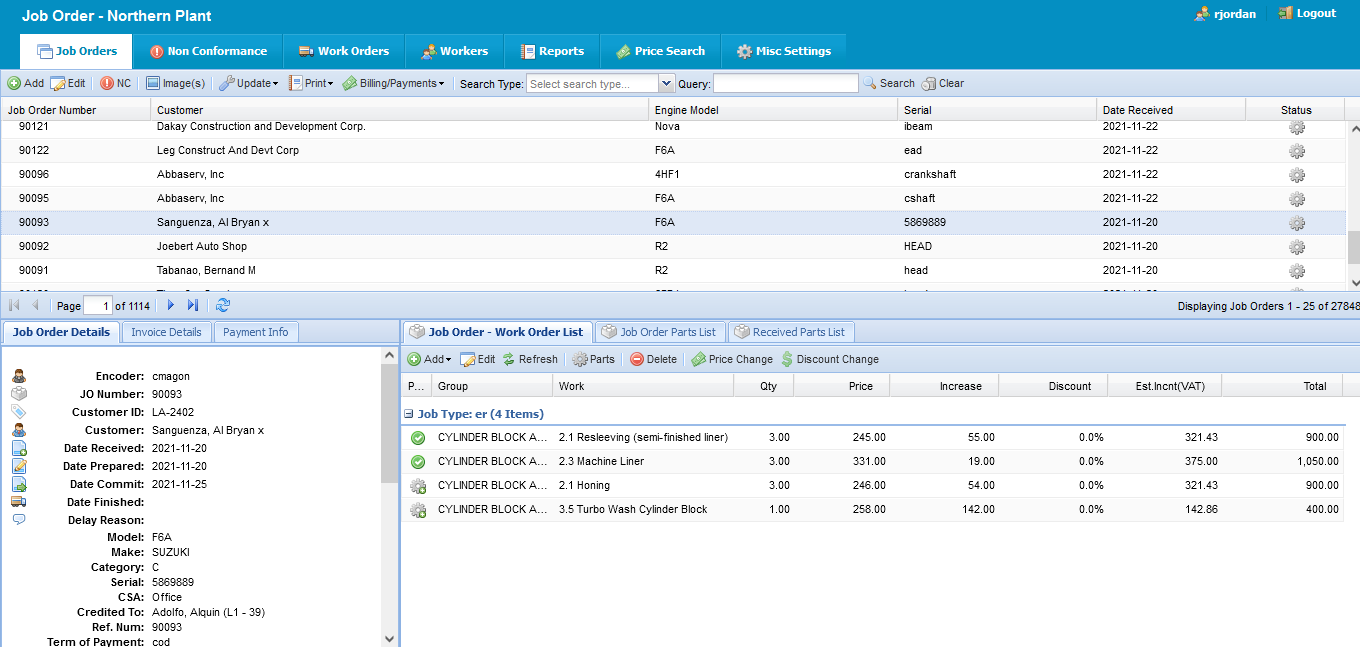 Job Order - Northern Plant
rjordan Logout
Job Orders Non Conformance Work Orders Workers Reports Price Search Misc Settings
Add Edit NC Image(s) Update Print Billing/Payments Search Type: Select search type... Query: Search Clear
Job Order Number Customer Engine Model Serial Date Received Status
90121 Dakay Construction and Development Corp. Nova ibeam 2021-11-22
90122 Leg Construct And Devt Corp F6A ead 2021-11-22
90096 Abbaserv, Inc 4HF1 crankshaft 2021-11-22
90095 Abbaserv, Inc F6A cshaft 2021-11-22
90093 Sanguenza, Al Bryan x F6A 5869889 2021-11-20
90092 Joebert Auto Shop R2 HEAD 2021-11-20
90091 Tabanao, Bernand M R2 head 2021-11-20
Page 1 of 1114 Displaying Job Orders 1 - 25 of 27848
Job Order Details Invoice Details Payment Info
Encoder: cmagon
JO Number: 90093
Customer ID: LA-2402
Customer: Sanguenza, Al Bryan x
Date Received: 2021-11-20
Date Prepared: 2021-11-20
Date Commit: 2021-11-25
Date Finished:
Delay Reason:
Model: F6A
Make: SUZUKI
Category: C
Serial: 5869889
CSA: Office
Credited To: Adolfo, Alquin (L1 - 39)
Ref. Num: 90093
Term of Payment: cod
Job Order - Work Order List Job Order Parts List Received Parts List
Add Edit Refresh Parts Delete Price Change Discount Change
P... Group Work Qty Price Increase Discount Est.Incnt(VAT) Total
Job Type: er (4 Items)
CYLINDER BLOCK A... 2.1 Resleeving (semi-finished liner) 3.00 245.00 55.00 0.0% 321.43 900.00
CYLINDER BLOCK A... 2.3 Machine Liner 3.00 331.00 19.00 0.0% 375.00 1,050.00
CYLINDER BLOCK A... 2.1 Honing 3.00 246.00 54.00 0.0% 321.43 900.00
CYLINDER BLOCK A... 3.5 Turbo Wash Cylinder Block 1.00 258.00 142.00 0.0% 142.86 400.00